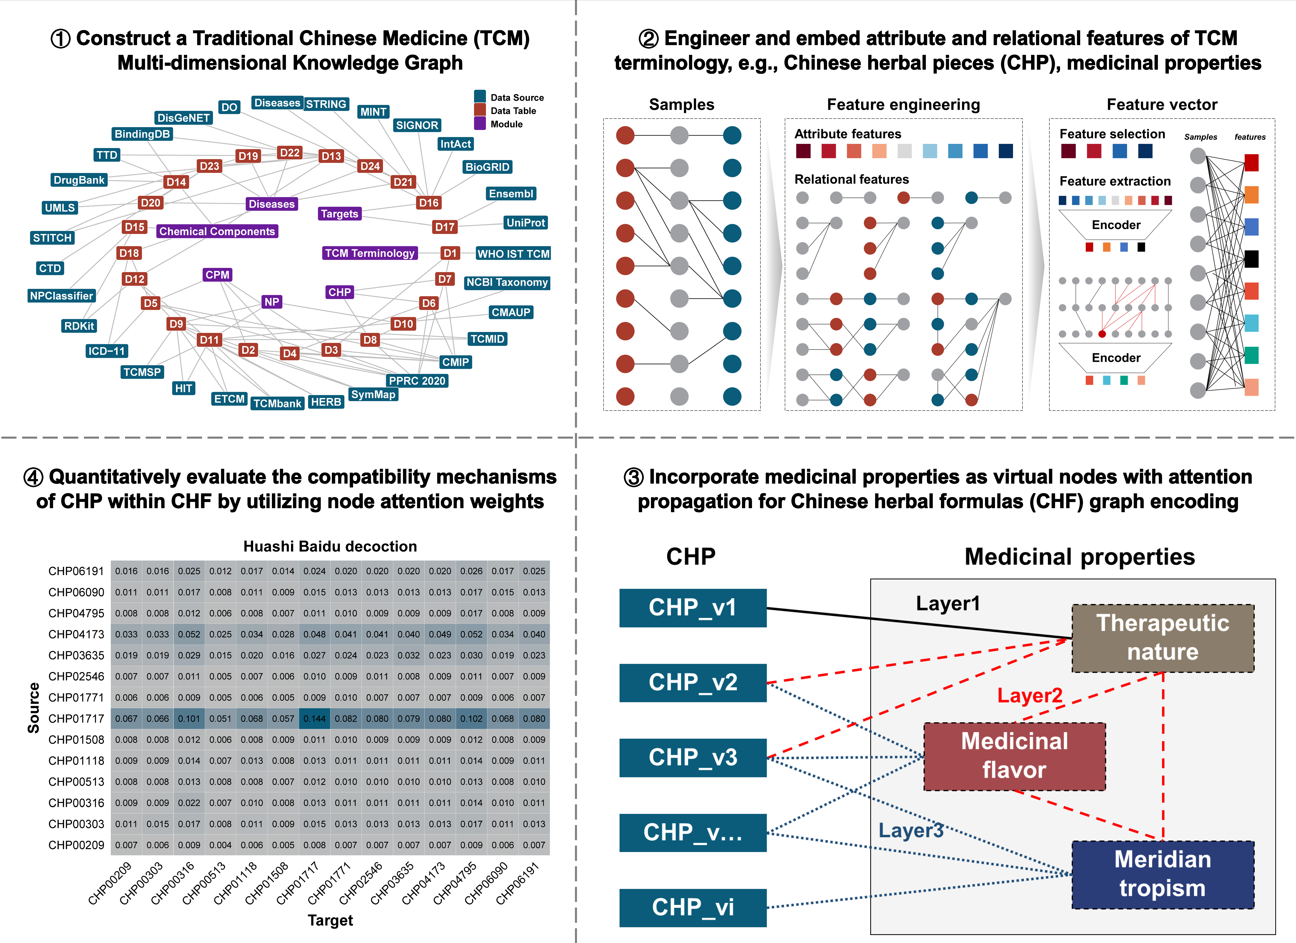 ① Construct a Traditional Chinese Medicine (TCM)
Multi-dimensional Knowledge Graph
Data Source
Data Table
Module
DO
Diseases
STRING
MINT
DisGeNET
SIGNOR
BindingDB
IntAct
TTD
D23
D19
D22
D13
D24
BioGRID
DrugBank
D14
D21
Ensembl
UMLS
D20
Diseases
Targets
D16
UniProt
STITCH
D15
Chemical Components
D17
CTD
D18
TCM Terminology
D1
WHO IST TCM
NPClassifier
D12
CPM
CHP
D7
NCBI Taxonomy
RDKit
D5
NP
D6
CMAUP
ICD-11
D9
D11
D2
D4
D3
D8
D10
TCMID
TCMSP
CMIP
HIT
PPRC 2020
ETCM
TCMbank
HERB
SymMap
② Engineer and embed attribute and relational features of TCM
terminology, e.g., Chinese herbal pieces (CHP), medicinal properties
Samples
Feature engineering
Feature vector
Attribute features
Relational features
Feature selection
Feature extraction
Encoder
Encoder
Samples
features
④ Quantitatively evaluate the compatibility mechanisms
of CHP within CHF by utilizing node attention weights
Huashi Baidu decoction
Source
CHP06191 0.016 0.016 0.025 0.012 0.017 0.014 0.024 0.020 0.020 0.020 0.020 0.026 0.017 0.025
CHP06090 0.011 0.011 0.017 0.008 0.011 0.009 0.015 0.013 0.013 0.013 0.014 0.017 0.015 0.013
CHP04795 0.008 0.008 0.012 0.006 0.008 0.007 0.011 0.010 0.009 0.009 0.009 0.017 0.008 0.009
CHP04173 0.033 0.033 0.052 0.025 0.034 0.028 0.048 0.041 0.041 0.040 0.049 0.052 0.034 0.040
CHP03635 0.019 0.019 0.029 0.015 0.020 0.016 0.027 0.024 0.023 0.032 0.023 0.030 0.019 0.023
CHP02546 0.007 0.007 0.011 0.005 0.007 0.006 0.010 0.009 0.011 0.008 0.009 0.011 0.007 0.009
CHP01771 0.006 0.006 0.009 0.005 0.006 0.005 0.009 0.010 0.007 0.007 0.007 0.009 0.006 0.007
CHP01717 0.067 0.066 0.101 0.051 0.068 0.057 0.144 0.082 0.080 0.079 0.080 0.102 0.068 0.080
CHP01508 0.008 0.008 0.012 0.006 0.008 0.009 0.011 0.010 0.009 0.009 0.009 0.012 0.008 0.009
CHP01118 0.009 0.009 0.014 0.007 0.013 0.008 0.013 0.011 0.011 0.011 0.011 0.014 0.009 0.011
CHP00513 0.008 0.008 0.013 0.008 0.008 0.007 0.012 0.010 0.010 0.010 0.010 0.013 0.008 0.010
CHP00316 0.009 0.009 0.022 0.007 0.010 0.008 0.013 0.011 0.011 0.011 0.011 0.014 0.010 0.011
CHP00303 0.011 0.015 0.017 0.008 0.011 0.009 0.015 0.013 0.013 0.013 0.013 0.017 0.011 0.013
CHP00209 0.007 0.006 0.009 0.004 0.006 0.005 0.008 0.007 0.007 0.007 0.007 0.009 0.006 0.007
CHP00209 CHP00303 CHP00316 CHP00513 CHP01118 CHP01508 CHP01717 CHP01771 CHP02546 CHP03635 CHP04173 CHP04795 CHP06090 CHP06191
Target
③ Incorporate medicinal properties as virtual nodes with attention
propagation for Chinese herbal formulas (CHF) graph encoding
CHP
Medicinal properties
CHP_v1
CHP_v2
CHP_v3
CHP_v...
CHP_vi
Layer1
Layer2
Layer3
Therapeutic
nature
Medicinal
flavor
Meridian
tropism